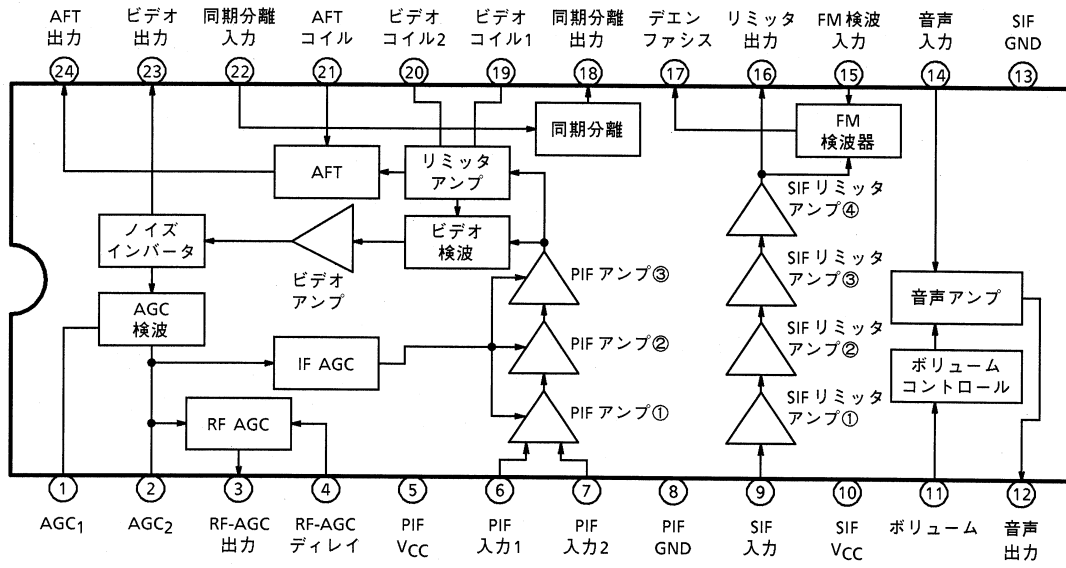 AFT
出力
ビデオ
出力
同期分離
入力
AFT
コイル
ビデオ
コイル2
ビデオ
コイル1
同期分離
出力
デエン
ファシス
リミッタ
出力
FM 検波
入力
音声
入力
SIF
GND
24
23
22
21
20
19
18
17
16
15
14
13
同期分離
FM
検波器
AFT
リミッタ
アンプ
SIF リミッタ
アンプ④
ノイズ
インバータ
ビデオ
検波
ビデオ
アンプ
PIF アンプ③
SIF リミッタ
アンプ③
音声アンプ
AGC
検波
IF AGC
PIF アンプ②
SIF リミッタ
アンプ②
ボリューム
コントロール
RF AGC
PIF アンプ①
SIF リミッタ
アンプ①
1
2
3
4
5
6
7
8
9
10
11
12
AGC1
AGC2
RF-AGC
出力
RF-AGC
ディレイ
PIF
VCC
PIF
入力1
PIF
入力2
PIF
GND
SIF
入力
SIF
VCC
ボリューム
音声
出力